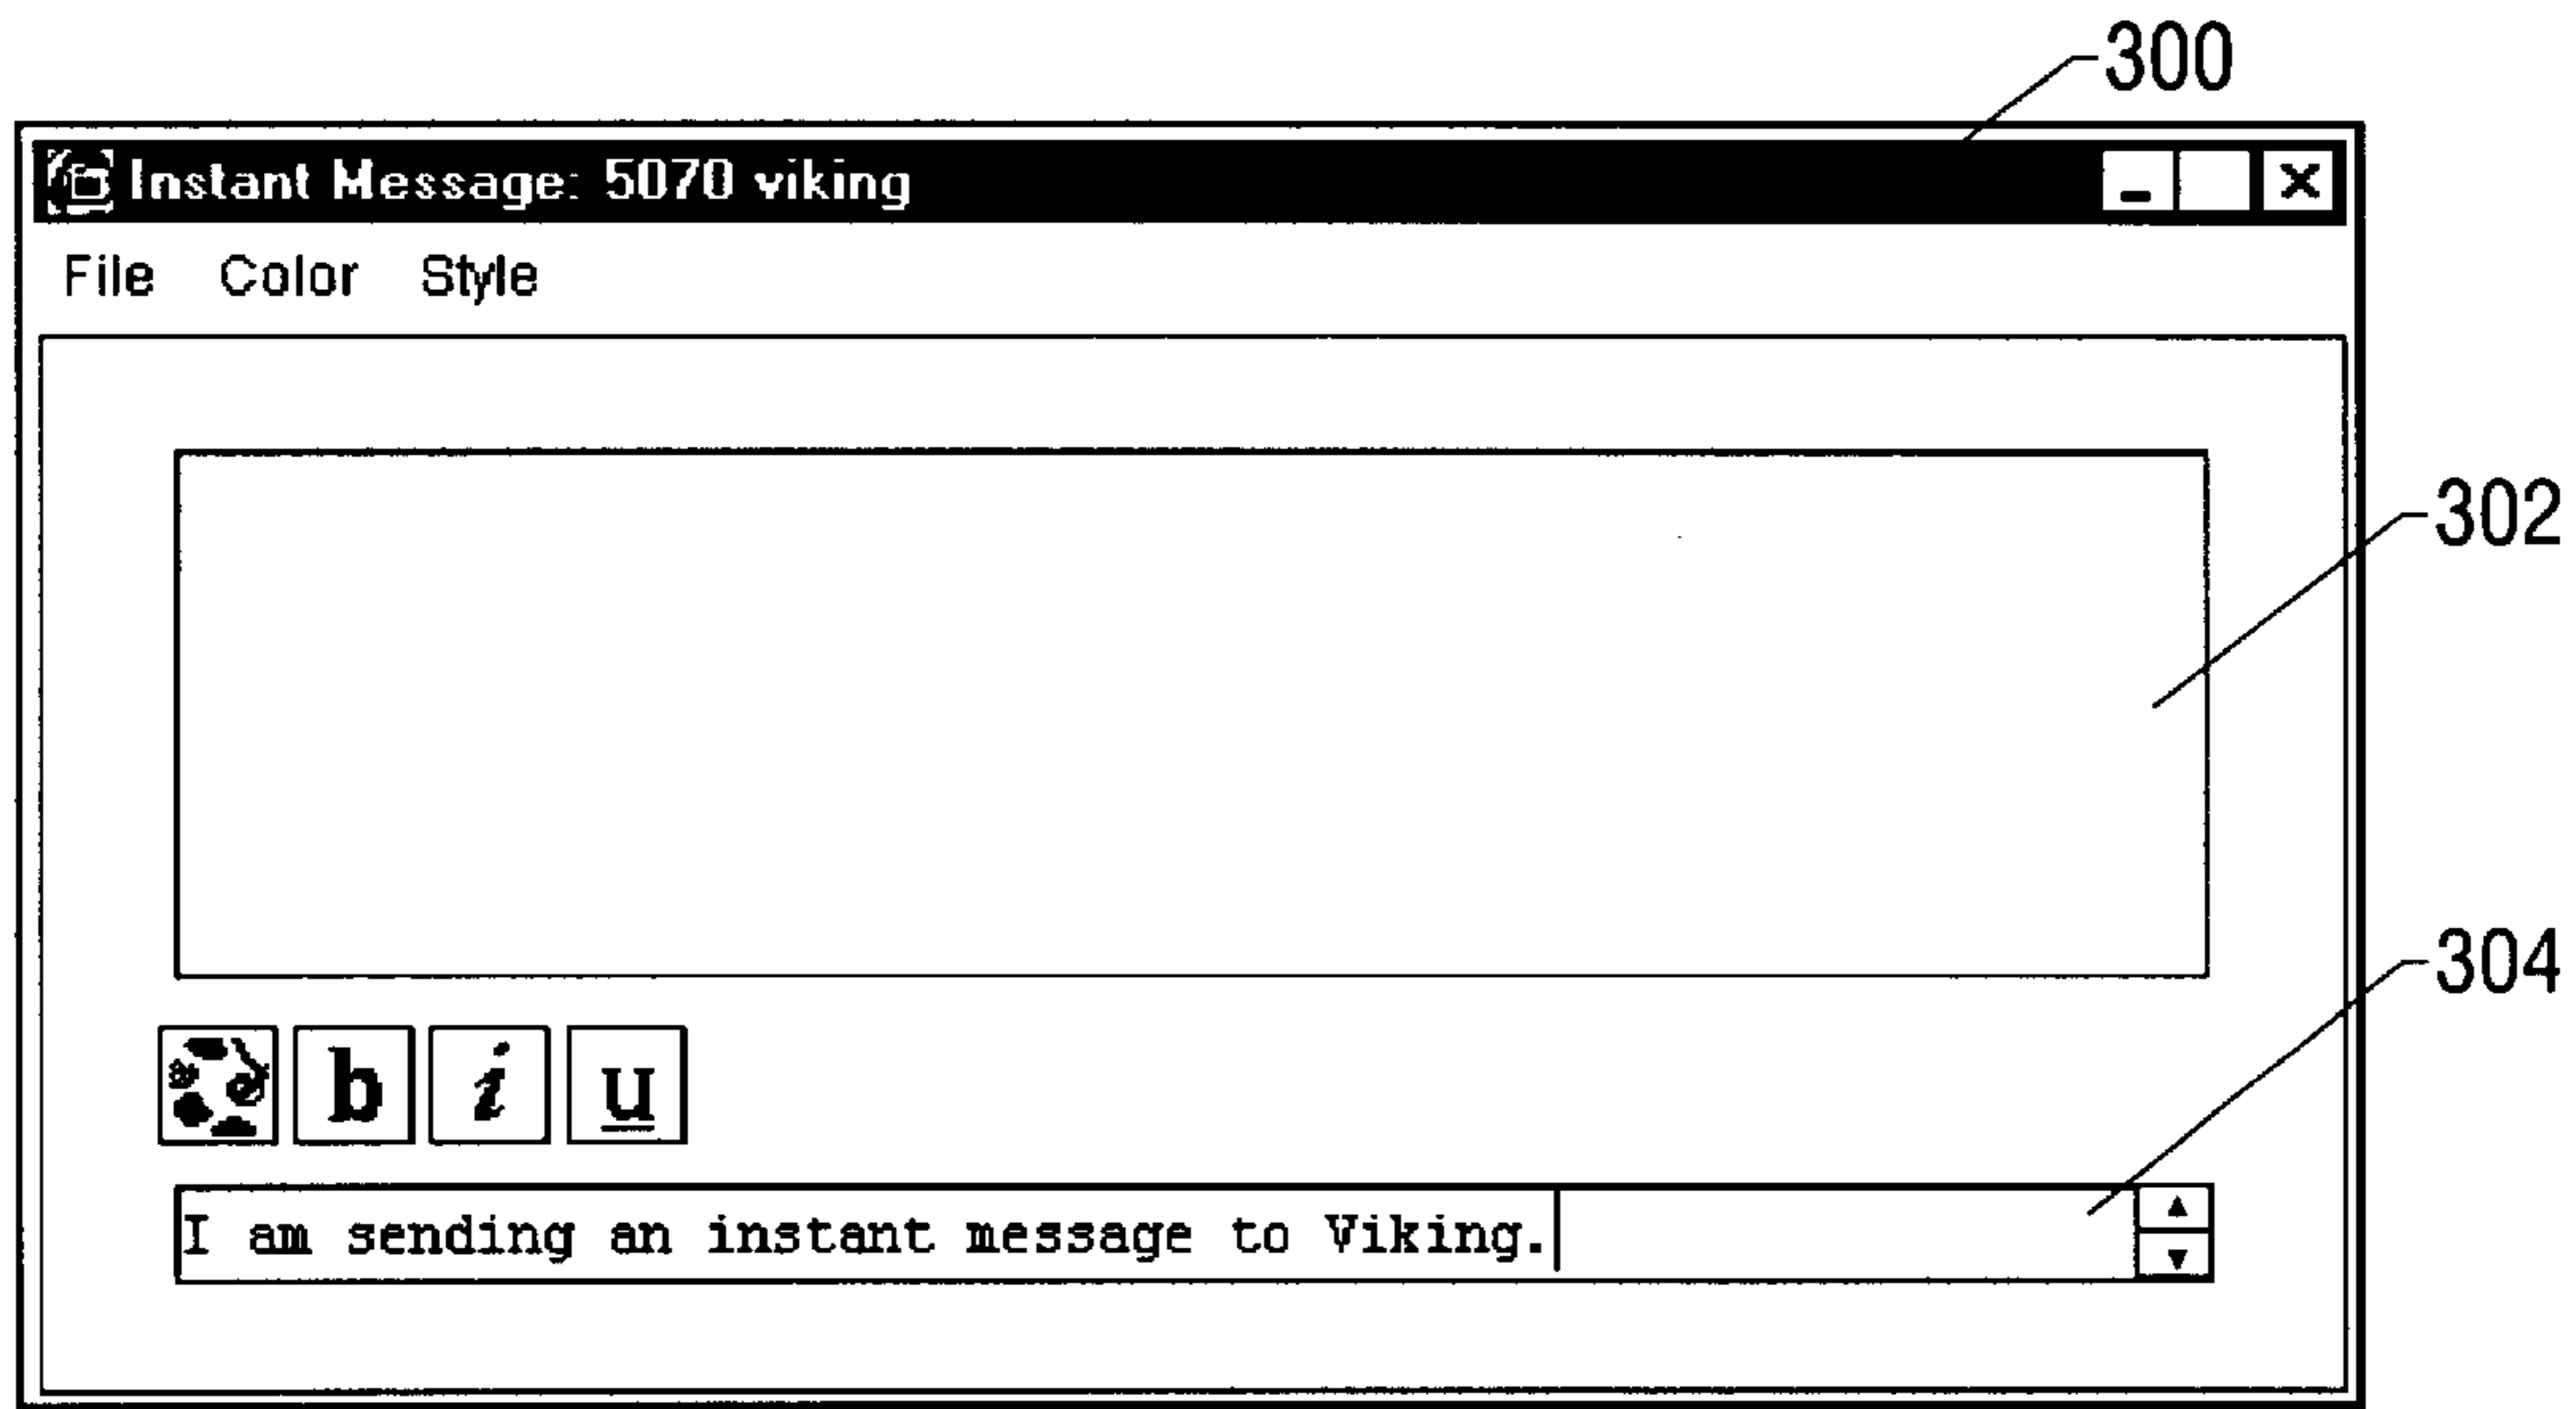 300
Instant Message: 5070 viking
File Color Style
302
304
b i u
I am sending an instant message to Viking.